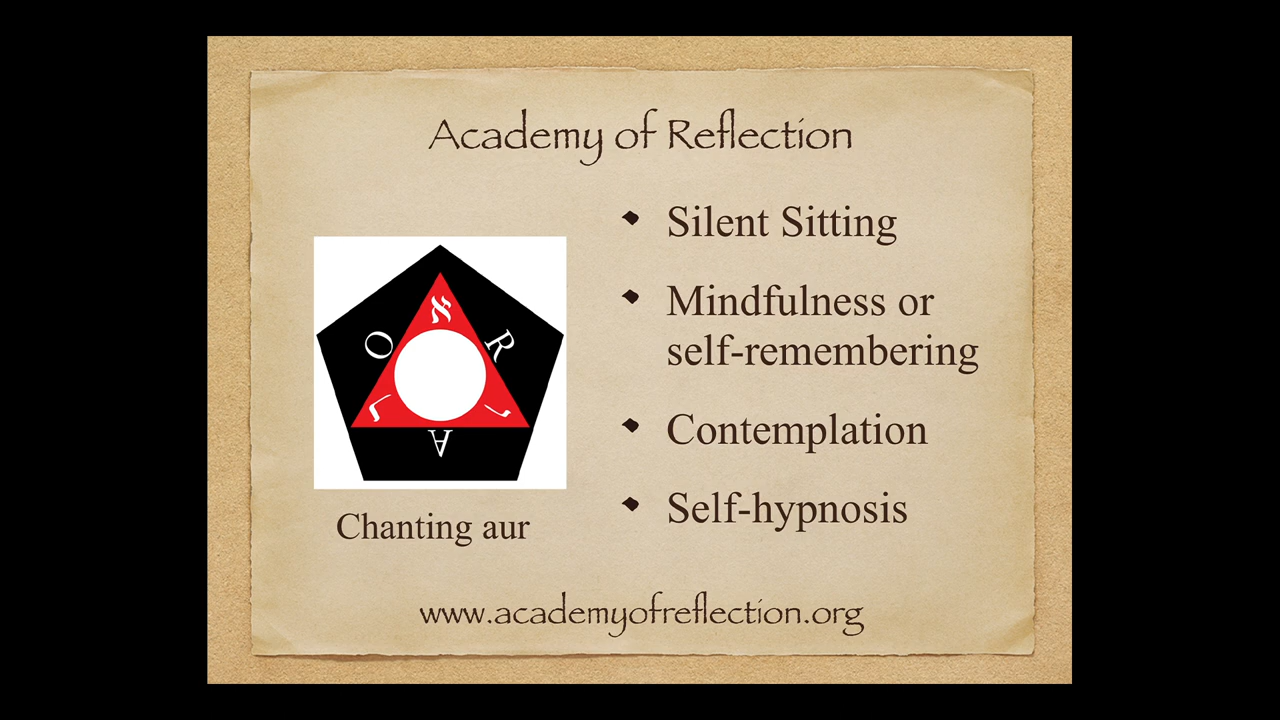 Academy of Reflection
א
O
R
נ
ל
A
Chanting aur
Silent Sitting
Mindfulness or
self-remembering
Contemplation
Self-hypnosis
www.academyofreflection.org